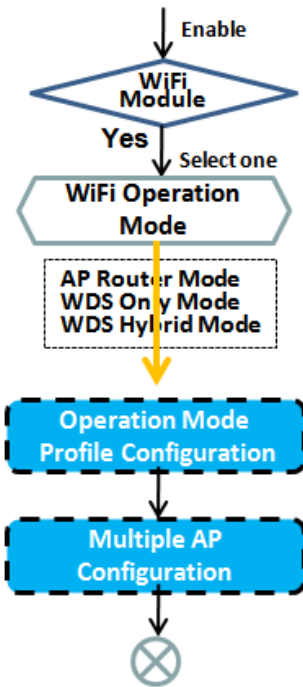 Enable
WiFi
Module
Yes
Select one
WiFi Operation
Mode
AP Router Mode
WDS Only Mode
WDS Hybrid Mode
Operation Mode
Profile Configuration
Multiple AP
Configuration